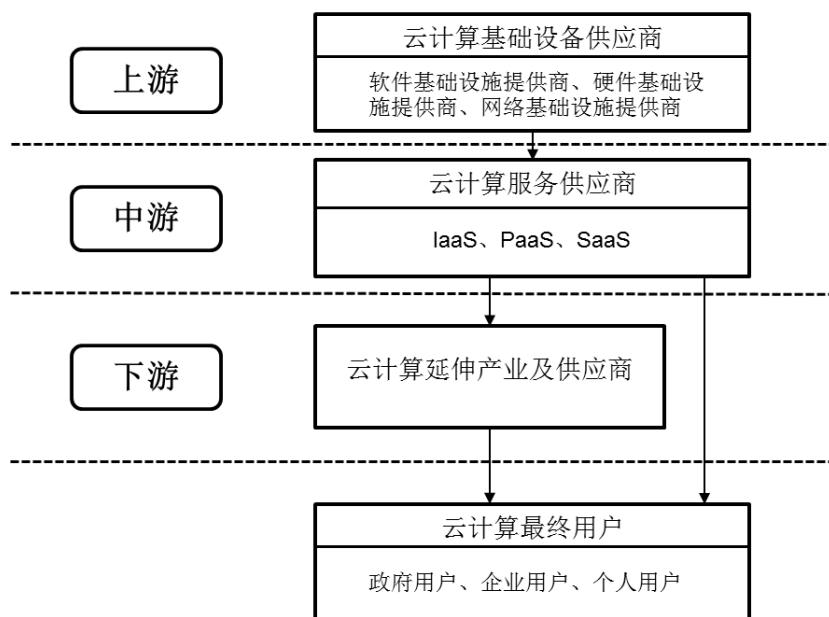 云计算基础设备供应商
上游
软件基础设施提供商、硬件基础设
施提供商、网络基础设施提供商
云计算服务供应商
中游
IaaS、PaaS、SaaS
下游
云计算延伸产业及供应商
云计算最终用户
政府用户、企业用户、个人用户